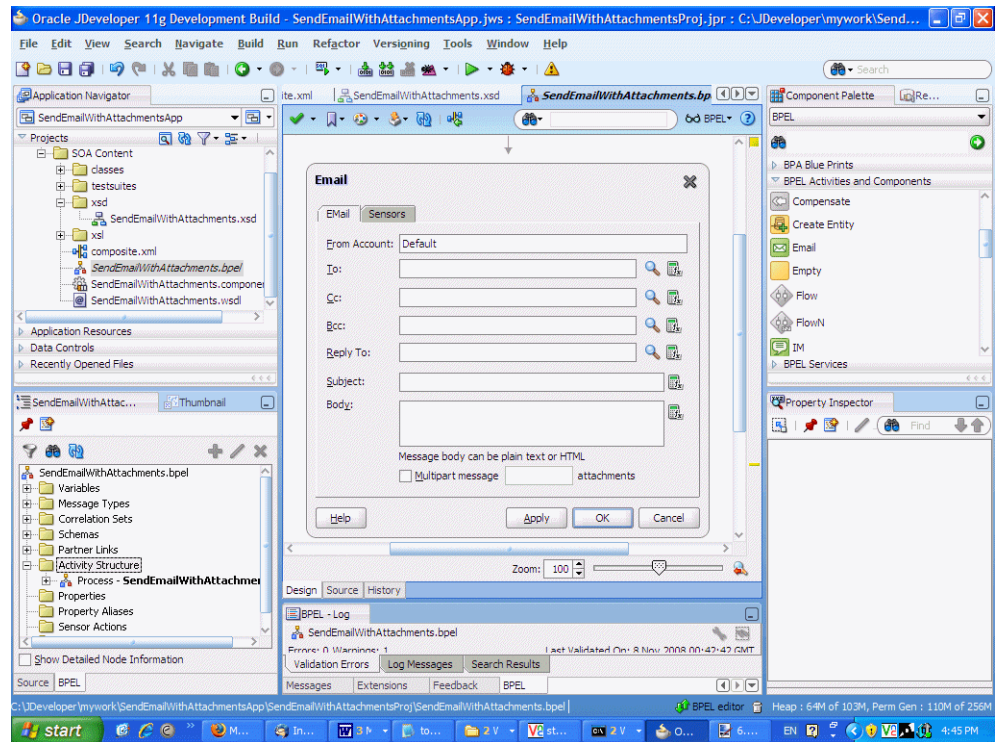 Oracle JDeveloper 11g Development Build - SendEmailWithAttachmentsApp.jws : SendEmailWithAttachmentsProj.jpr : C:\JDeveloper\mywork\Send...
File Edit View Search Navigate Build Run Refactor Versioning Tools Window Help
Search
Application Navigator
SendEmailWithAttachmentsApp
Projects
SOA Content
classes
testsuites
xsd
SendEmailWithAttachments.xsd
xsl
composite.xml
SendEmailWithAttachments.bpel
SendEmailWithAttachments.componen
SendEmailWithAttachments.wsdl
Application Resources
Data Controls
Recently Opened Files
SendEmailWithAttac...
Thumbnail
SendEmailWithAttachments.bpel
Variables
Message Types
Correlation Sets
Schemas
Partner Links
Activity Structure
Process - SendEmailWithAttachmer
Properties
Property Aliases
Sensor Actions
Show Detailed Node Information
Source BPEL
ite.xml
SendEmailWithAttachments.xsd
SendEmailWithAttachments.bp
BPEL
Email
EMail Sensors
From Account: Default
To:
Cc:
Bcc:
Reply To:
Subject:
Body:
Message body can be plain text or HTML
Multipart message attachments
Help Apply OK Cancel
Zoom: 100
Design Source History
BPEL - Log
SendEmailWithAttachments.bpel
Errors: 0 Warnings: 1 Last Validated On: 8 Nov 2008 00:42:42 GMT
Validation Errors Log Messages Search Results
Messages Extensions Feedback BPEL
Component Palette
Re...
BPEL
BPA Blue Prints
BPEL Activities and Components
Compensate
Create Entity
Email
Empty
Flow
FlowN
IM
BPEL Services
Property Inspector
Find
C:\JDeveloper\mywork\SendEmailWithAttachmentsApp\SendEmailWithAttachmentsProj\SendEmailWithAttachments.bpel
BPEL editor
Heap : 64M of 103M, Perm Gen : 110M of 256M
start
M...
In...
3 M
to...
2 V
st...
2 V
O...
6....
EN
4:45 PM